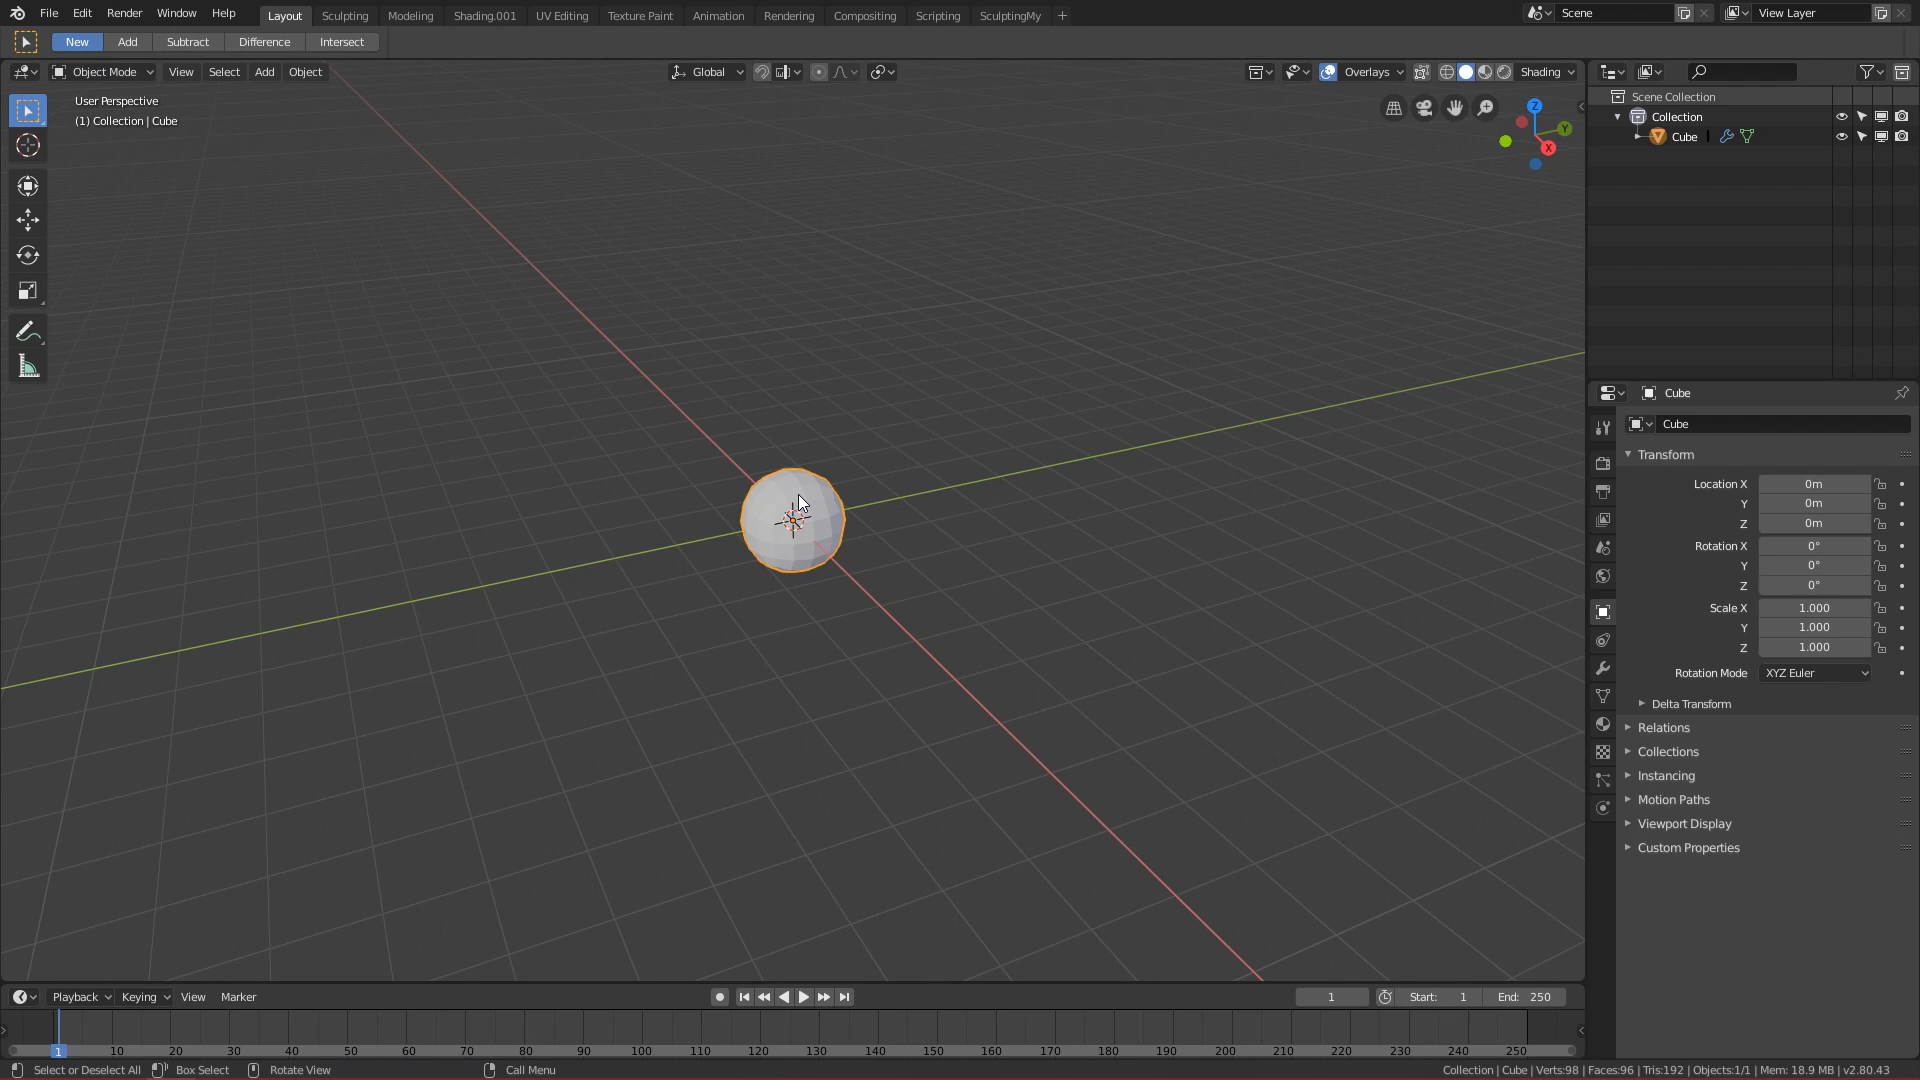 File Edit Render Window Help Layout Sculpting Modeling Shading.001 UV Editing Texture Paint Animation Rendering Compositing Scripting SculptingMy + Scene View Layer
New Add Subtract Difference Intersect
Object Mode View Select Add Object Global Overlays Shading
User Perspective
(1) Collection | Cube
Z
Y
X
Scene Collection
Collection
Cube
Cube
Cube
Transform
Location X 0m
Y 0m
Z 0m
Rotation X 0°
Y 0°
Z 0°
Scale X 1.000
Y 1.000
Z 1.000
Rotation Mode XYZ Euler
Delta Transform
Relations
Collections
Instancing
Motion Paths
Viewport Display
Custom Properties
Playback Keying View Marker 1 Start: 1 End: 250
1 10 20 30 40 50 60 70 80 90 100 110 120 130 140 150 160 170 180 190 200 210 220 230 240 250
Select or Deselect All Box Select Rotate View Call Menu Collection | Cube | Verts:98 | Faces:96 | Tris:192 | Objects:1/1 | Mem: 18.9 MB | v2.80.43